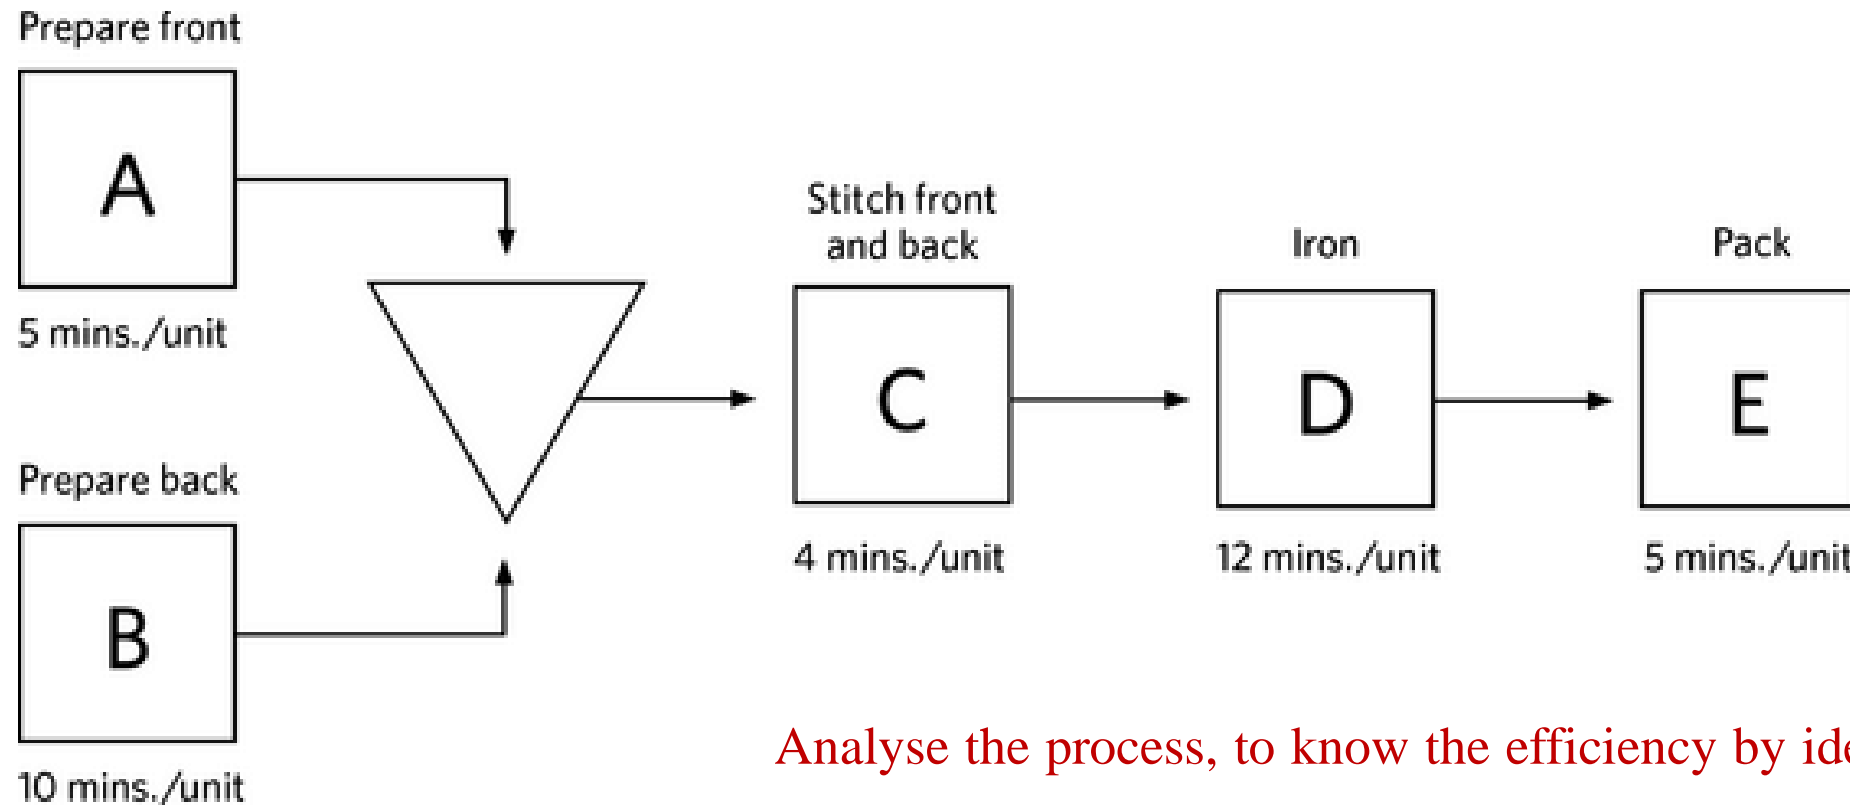 Prepare front
A
5 mins./unit
Prepare back
B
10 mins./unit
Stitch front
and back
C
4 mins./unit
Iron
D
12 mins./unit
Pack
E
5 mins./unit
Analyse the process, to know the efficiency by